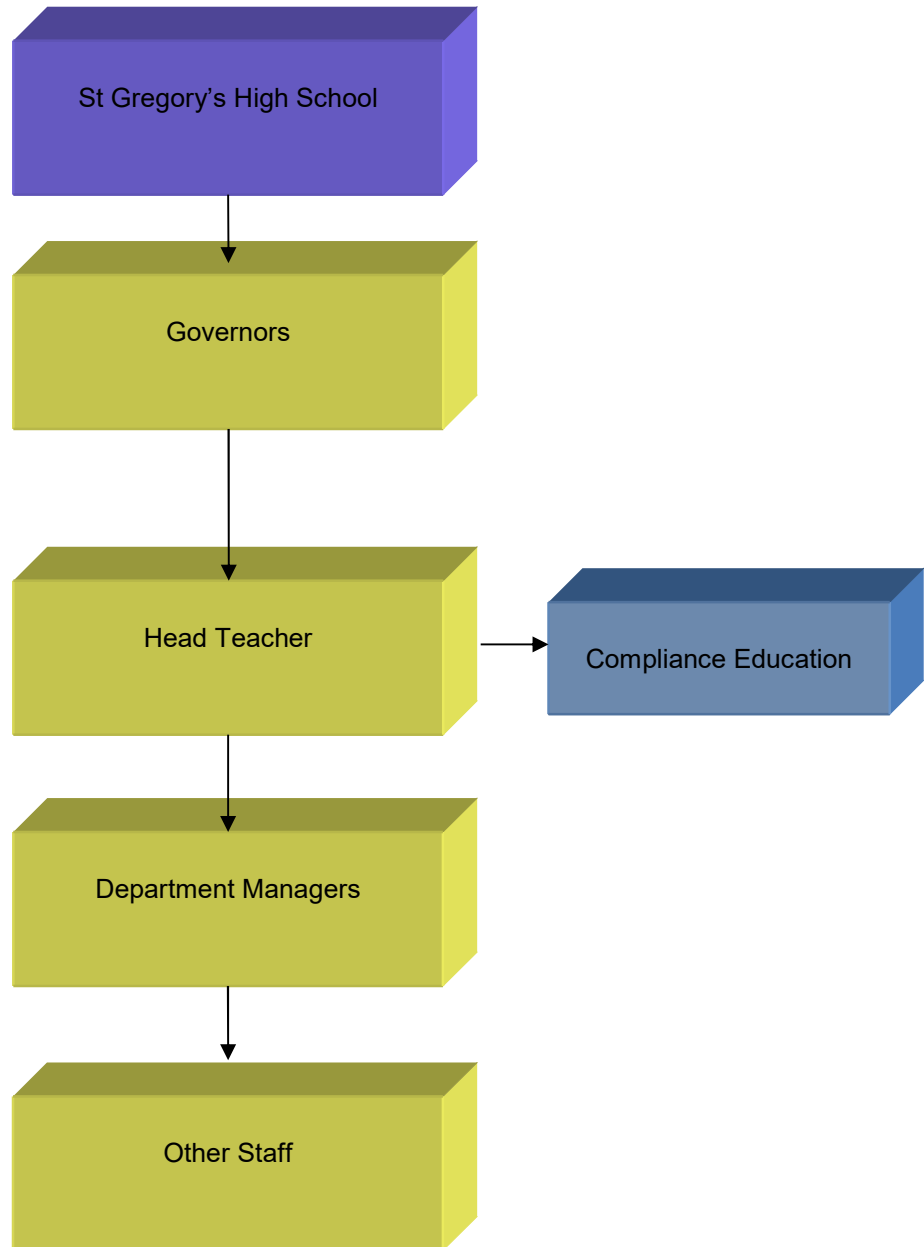 St Gregory’s High School
Governors
Head Teacher
Compliance Education
Department Managers
Other Staff